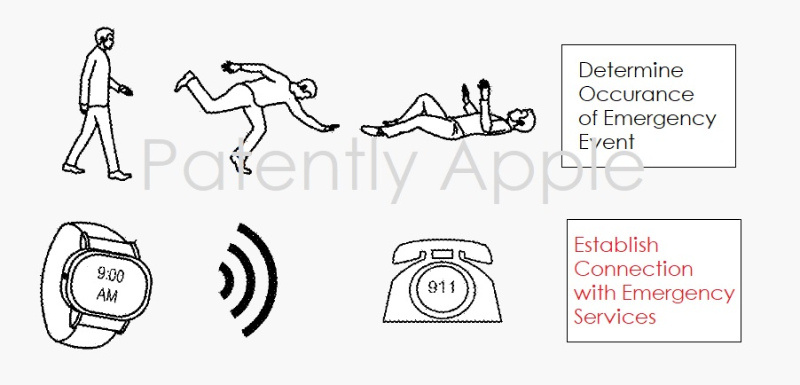 Determine
Occurance
of Emergency
Event
Patently Apple
9:00
AM
911
Establish
Connection
with Emergency
Services